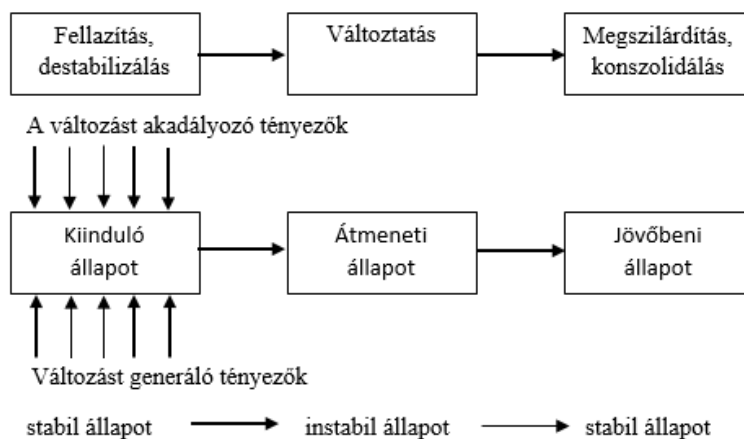 Fellazítás,
destabilizálás
Változtatás
Megszilárdítás,
konszolidálás
A változást akadályozó tényezők
Kiinduló
állapot
Átmeneti
állapot
Jövőbeni
állapot
Változást generáló tényezők
stabil állapot
instabil állapot
stabil állapot